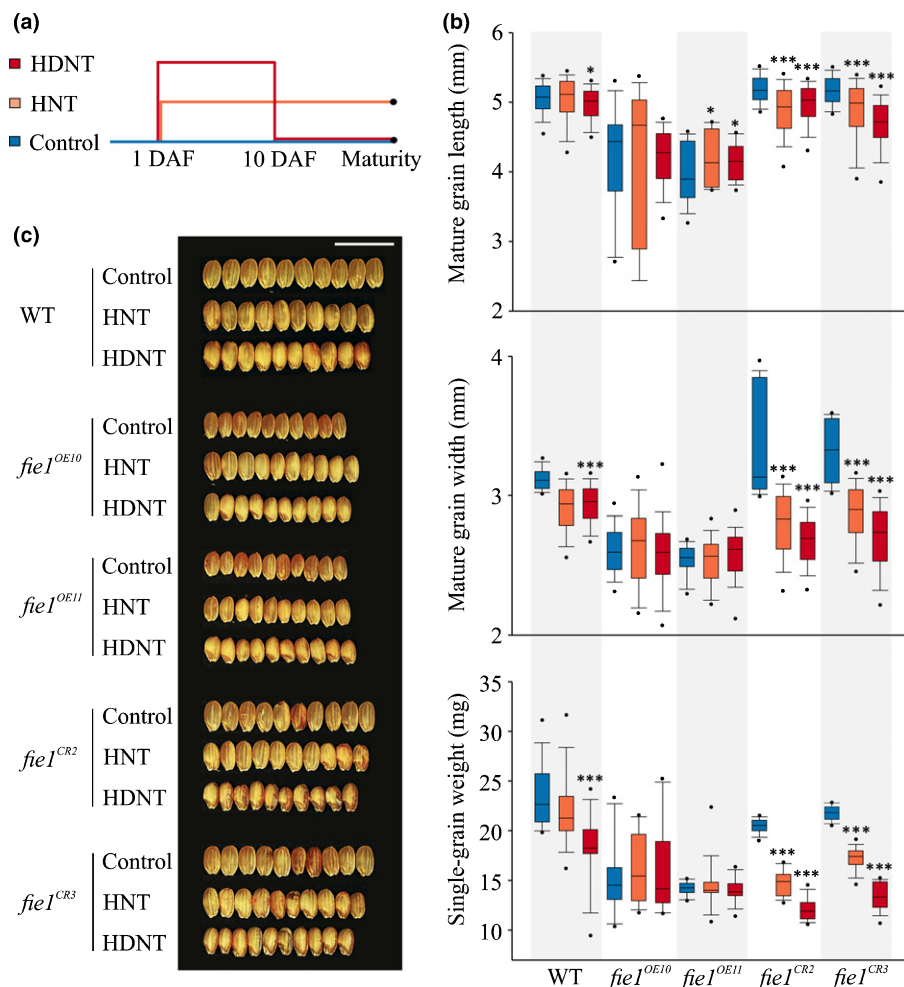 (a)
HDNT
HNT
Control
1 DAF 10 DAF Maturity
(b)
Mature grain length (mm)
6
5
4
3
2
* * * *** *** *** ***
Mature grain width (mm)
4
3
2
*** *** *** *** ***
Single-grain weight (mg)
35
30
25
20
15
10
*** *** *** *** ***
WT fie1OE10 fie1OE11 fie1CR2 fie1CR3
(c)
WT
Control
HNT
HDNT
fie1OE10
Control
HNT
HDNT
fie1OE11
Control
HNT
HDNT
fie1CR2
Control
HNT
HDNT
fie1CR3
Control
HNT
HDNT